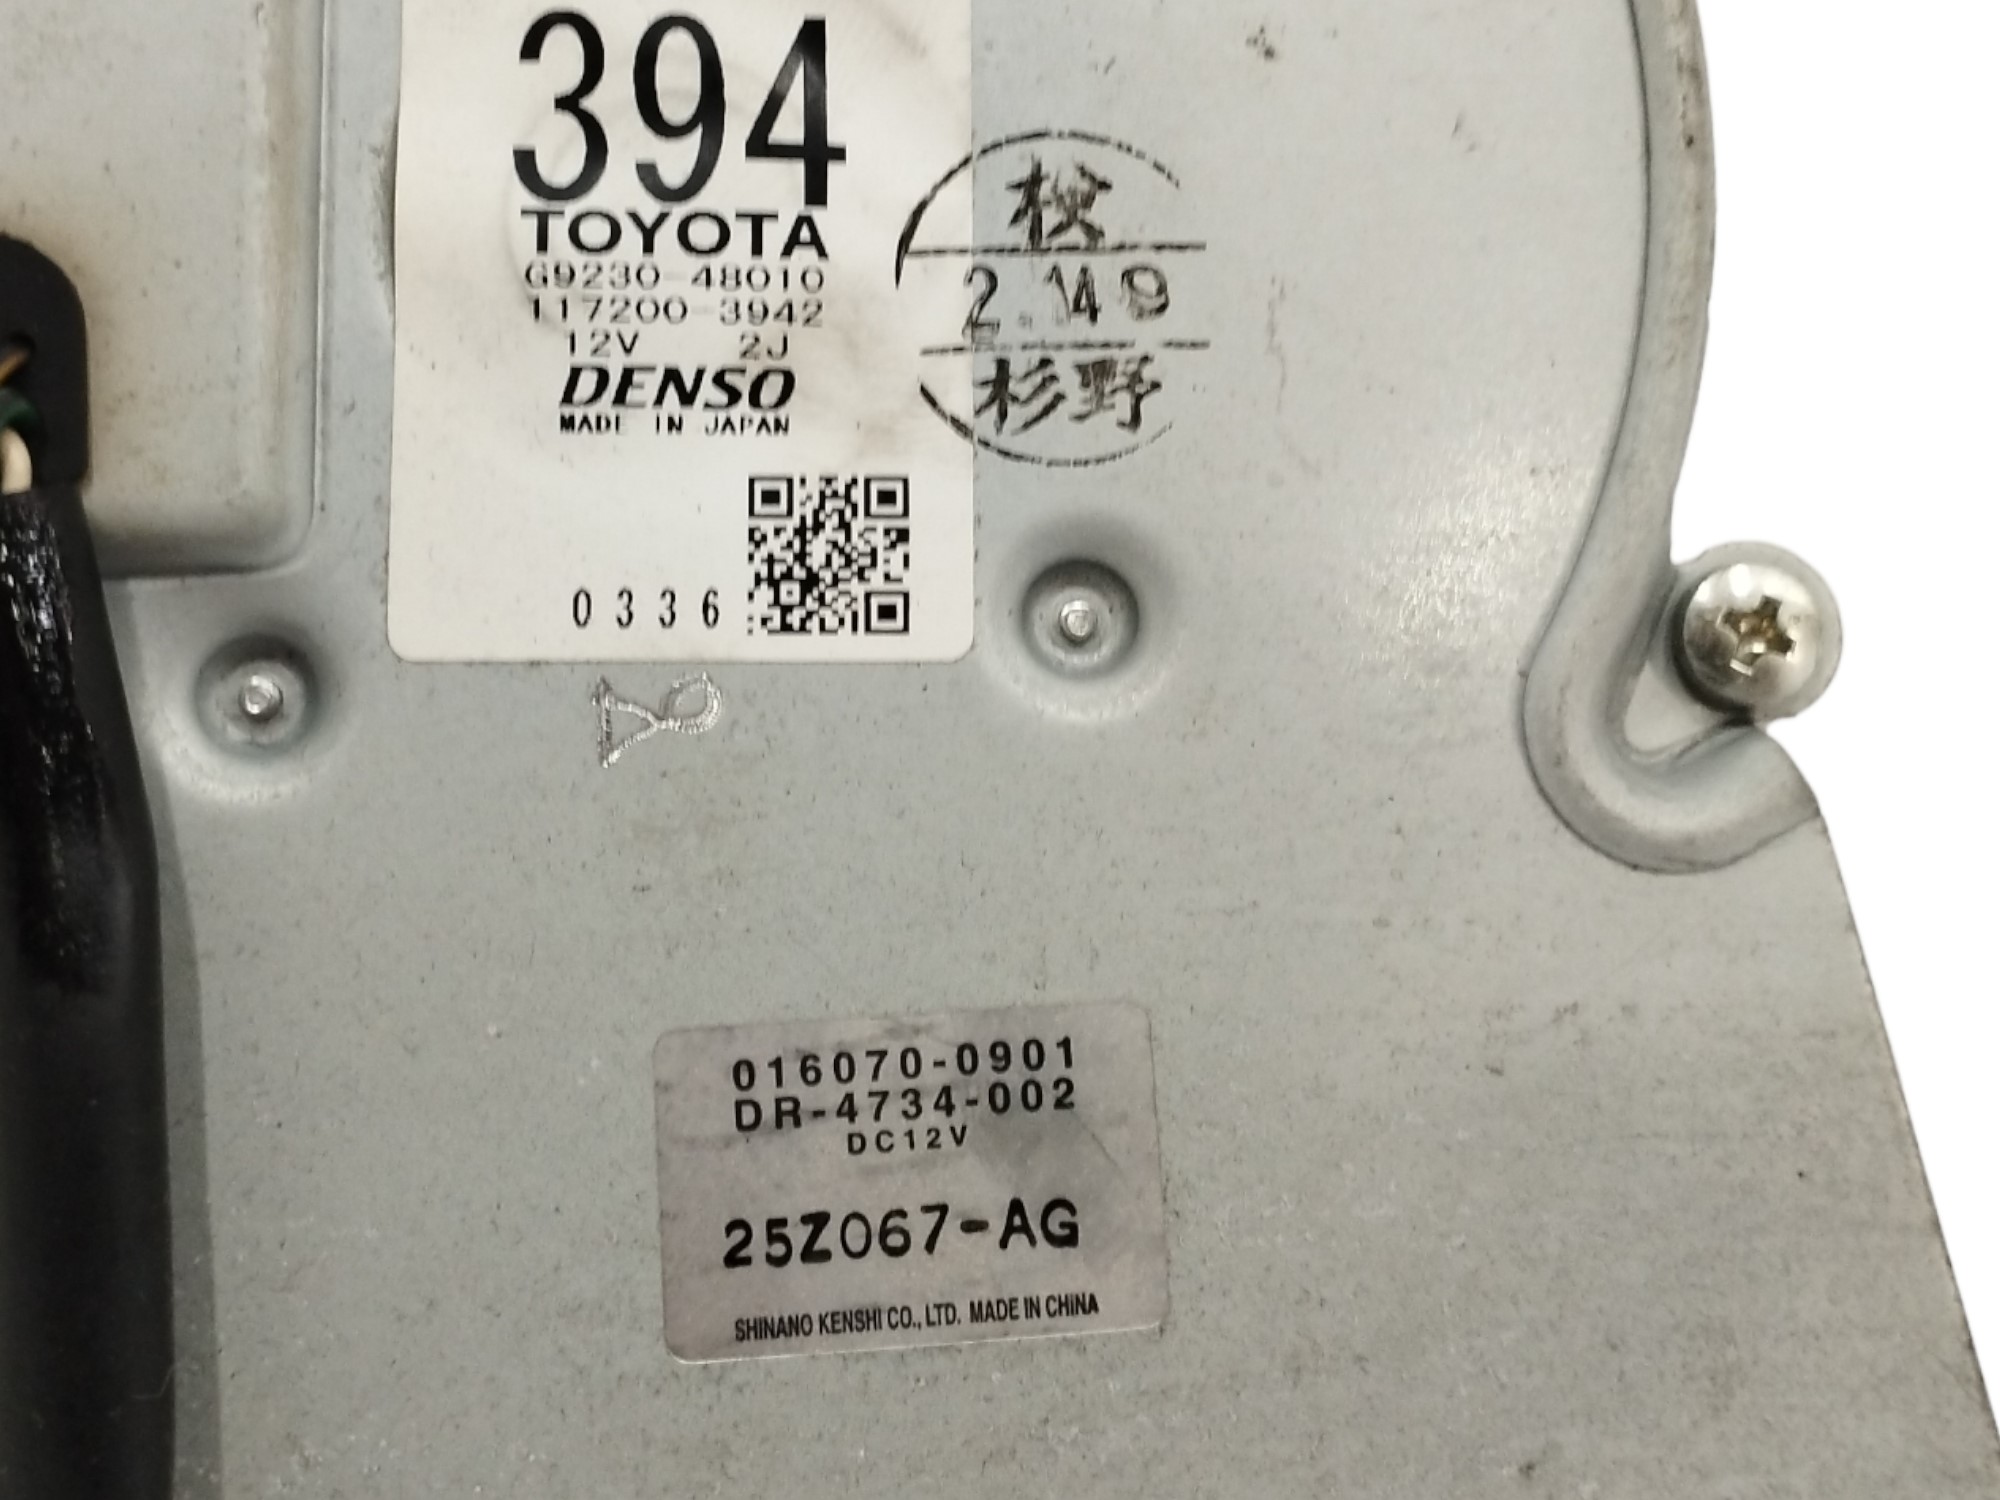 394
TOYOTA
G9230-48010
117200-3942
12V 2J
DENSO
MADE IN JAPAN
0336
検
2.149
杉野
016070-0901
DR-4734-002
DC12V
25Z067-AG
SHINANO KENSHI CO., LTD. MADE IN CHINA